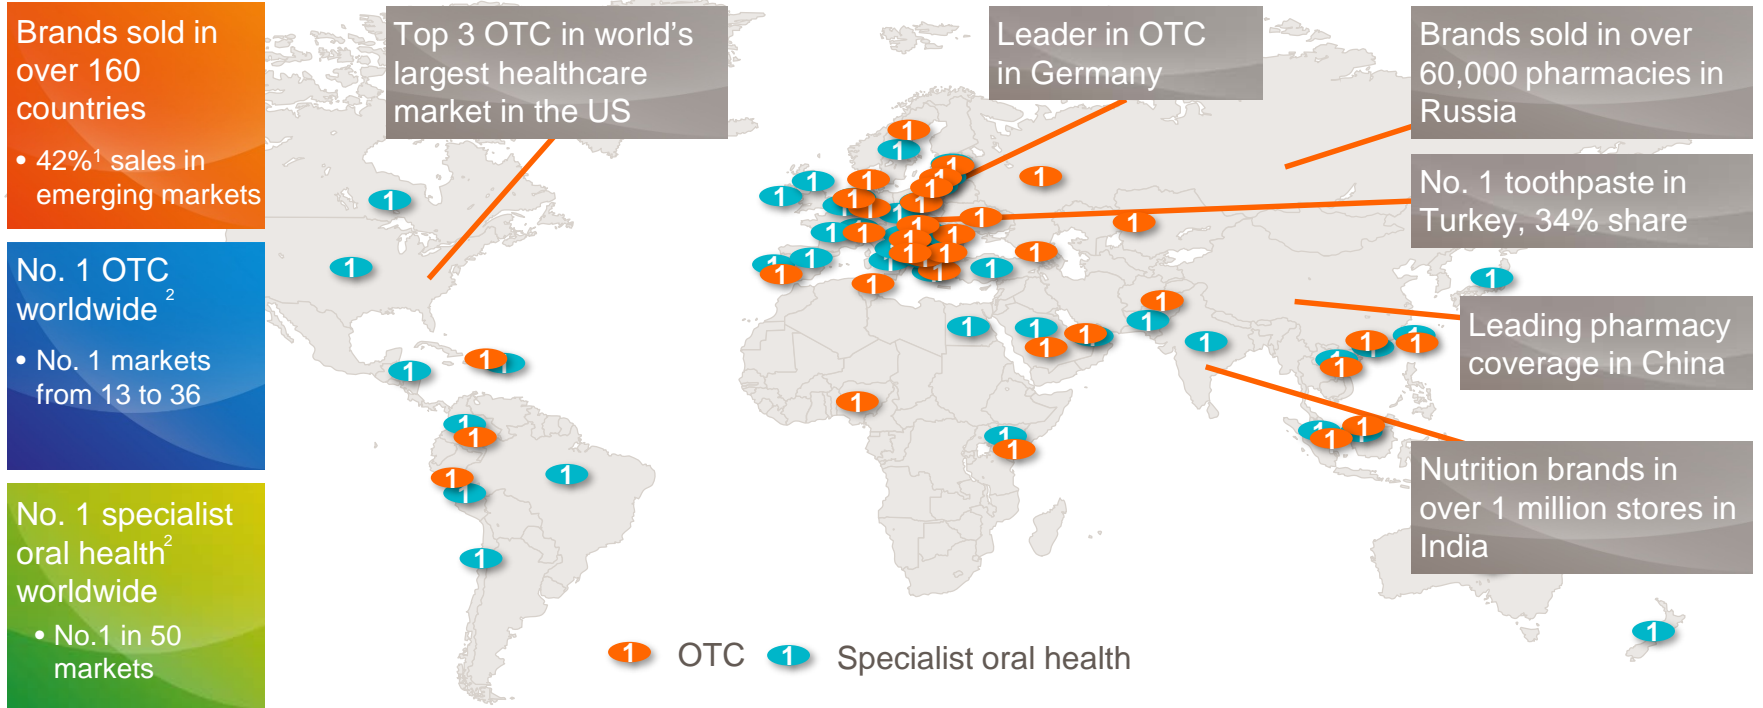 Brands sold in
over 160
countries
• 42%¹ sales in
emerging markets
No. 1 OTC
worldwide ²
• No. 1 markets
from 13 to 36
No. 1 specialist
oral health²
worldwide
• No.1 in 50
markets
Top 3 OTC in world’s
largest healthcare
market in the US
Leader in OTC
in Germany
Brands sold in over
60,000 pharmacies in
Russia
No. 1 toothpaste in
Turkey, 34% share
Leading pharmacy
coverage in China
Nutrition brands in
over 1 million stores in
India
1 OTC 1 Specialist oral health